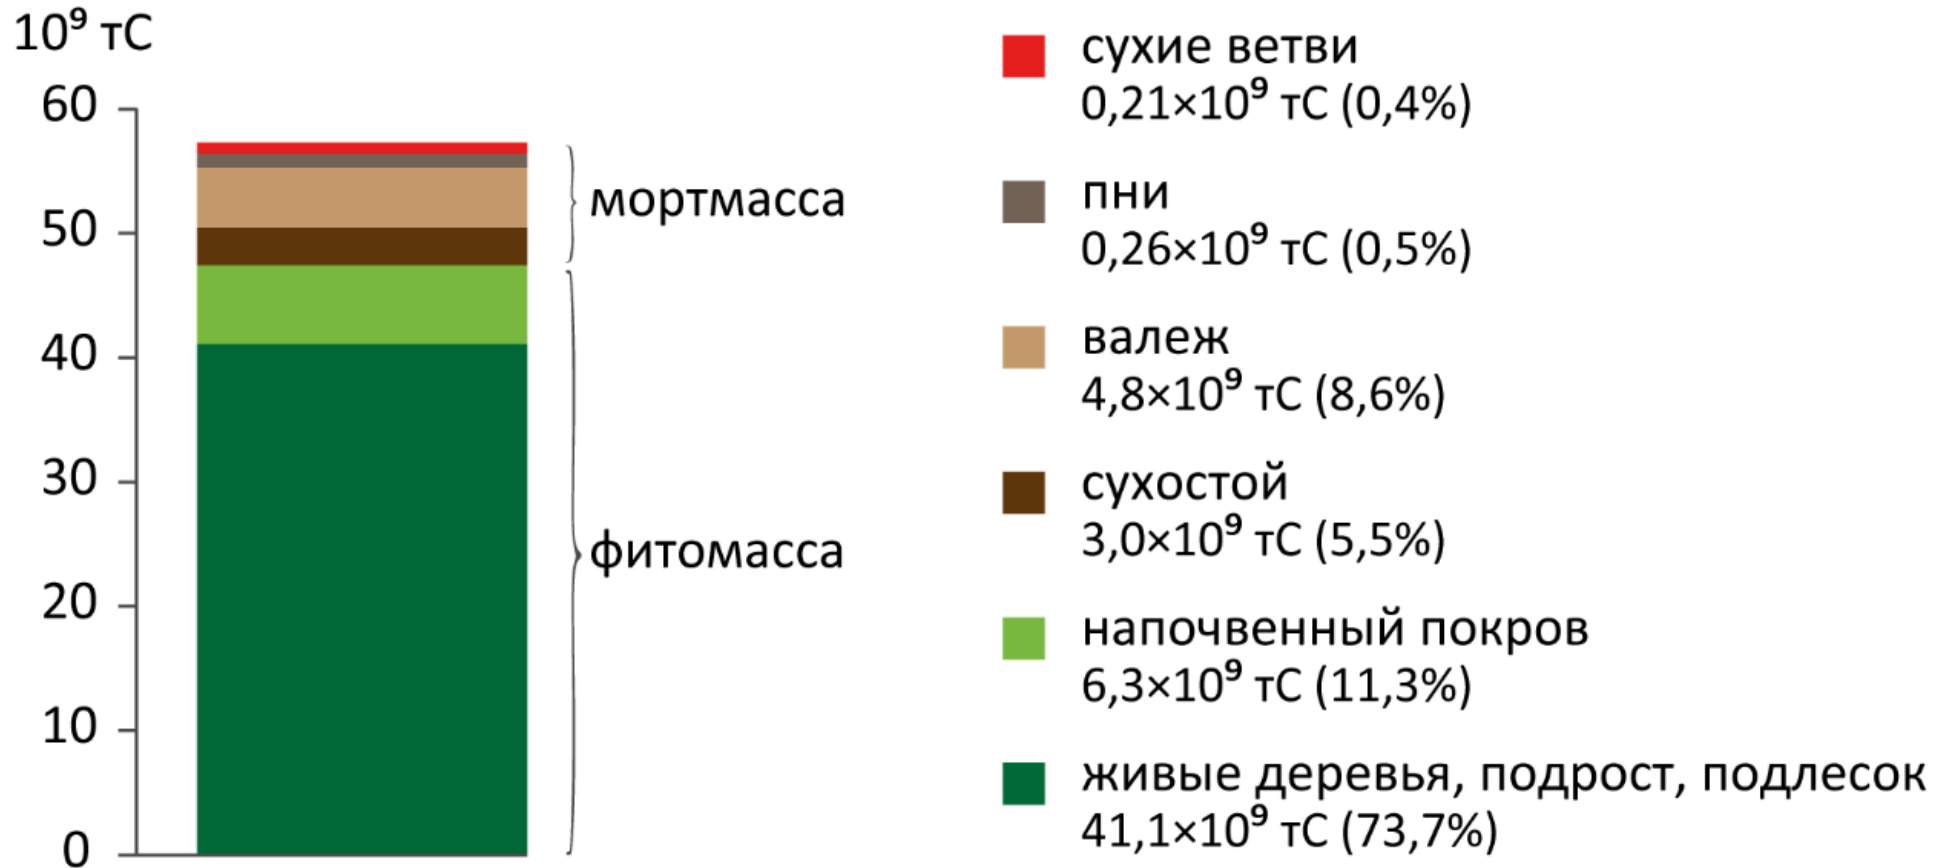 10⁹ тС
60
50
40
30
20
10
0
мортмасса
фитомасса
сухие ветви
0,21×10⁹ тС (0,4%)
пни
0,26×10⁹ тС (0,5%)
валеж
4,8×10⁹ тС (8,6%)
сухостой
3,0×10⁹ тС (5,5%)
напочвенный покров
6,3×10⁹ тС (11,3%)
живые деревья, подрост, подлесок
41,1×10⁹ тС (73,7%)